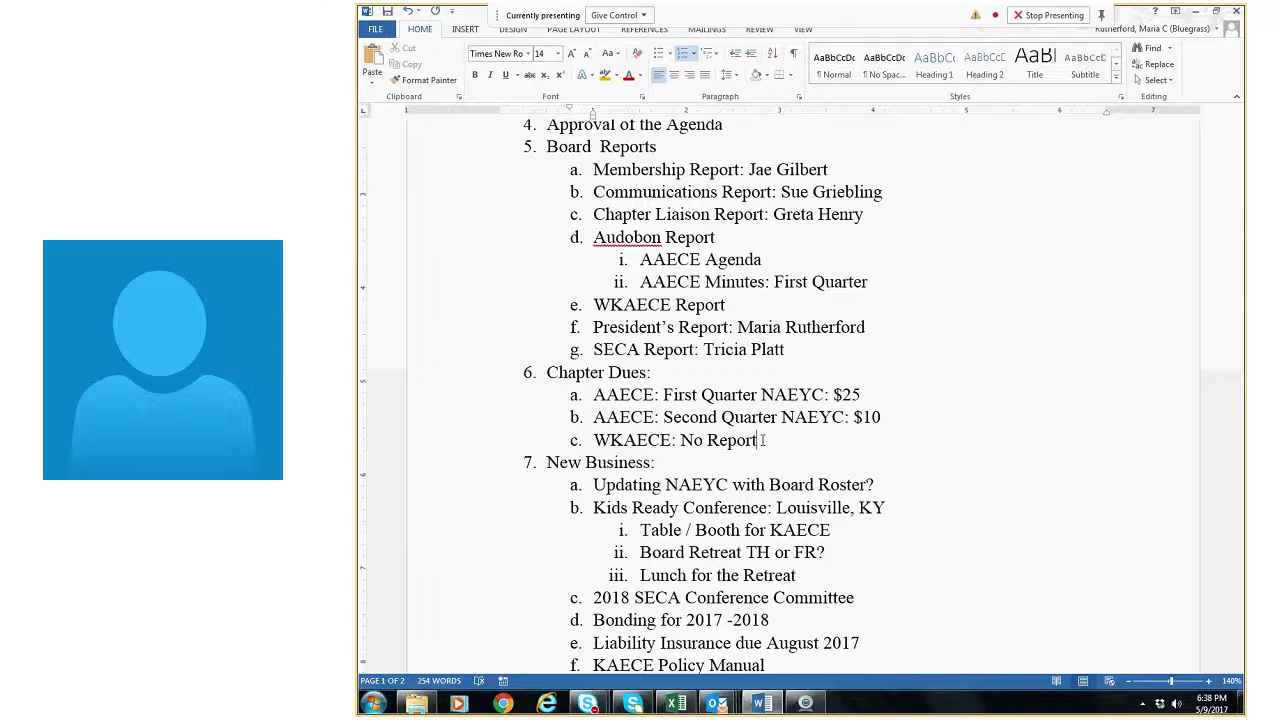 Currently presenting Give Control Stop Presenting
FILE HOME INSERT DESIGN PAGE LAYOUT REFERENCES MAILINGS REVIEW VIEW Rutherford, Maria C (Bluegrass)
Paste Cut Copy Format Painter
Times New Ro 14
AaBbCcDc AaBbCcDc AaBbCc AaBbCcC AaBI AaBbCcC
¶ Normal ¶ No Spac... Heading 1 Heading 2 Title Subtitle
Find Replace Select
Clipboard Font Paragraph Styles Editing
4. Approval of the Agenda
5. Board Reports
a. Membership Report: Jae Gilbert
b. Communications Report: Sue Griebling
c. Chapter Liaison Report: Greta Henry
d. Audobon Report
i. AAECE Agenda
ii. AAECE Minutes: First Quarter
e. WKAECE Report
f. President's Report: Maria Rutherford
g. SECA Report: Tricia Platt
6. Chapter Dues:
a. AAECE: First Quarter NAEYC: $25
b. AAECE: Second Quarter NAEYC: $10
c. WKAECE: No Report
7. New Business:
a. Updating NAEYC with Board Roster?
b. Kids Ready Conference: Louisville, KY
i. Table / Booth for KAECE
ii. Board Retreat TH or FR?
iii. Lunch for the Retreat
c. 2018 SECA Conference Committee
d. Bonding for 2017 -2018
e. Liability Insurance due August 2017
f. KAECE Policy Manual
PAGE 1 OF 2 254 WORDS 140%
6:38 PM
5/9/2017